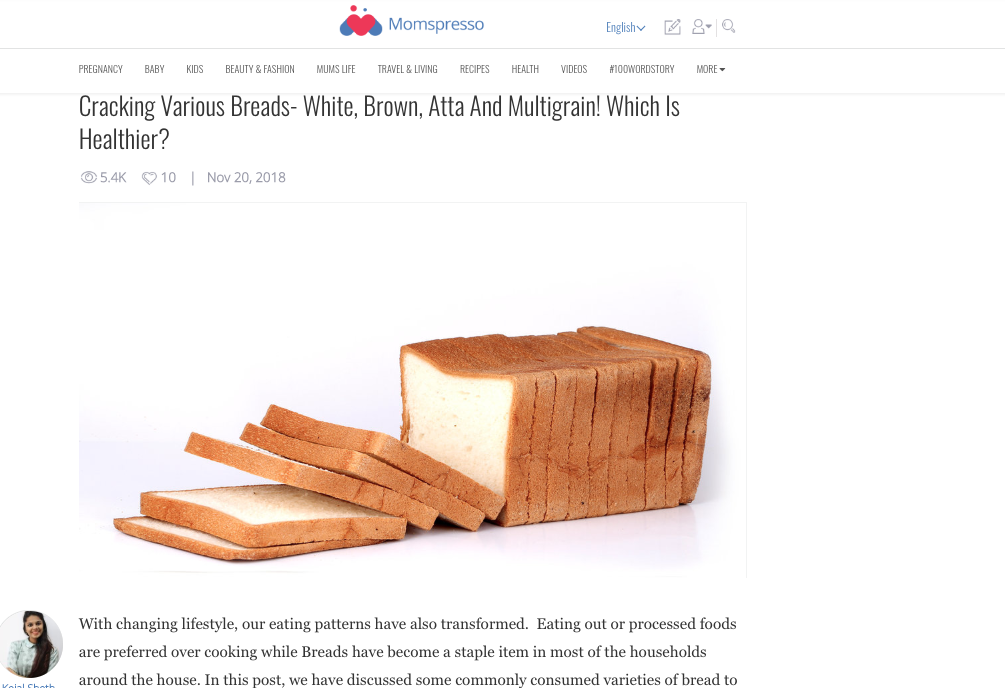 Momspresso
English
PREGNANCY BABY KIDS BEAUTY & FASHION MUMS LIFE TRAVEL & LIVING RECIPES HEALTH VIDEOS #100WORDSTORY MORE
Cracking Various Breads- White, Brown, Atta And Multigrain! Which Is
Healthier?
5.4K 10 | Nov 20, 2018
With changing lifestyle, our eating patterns have also transformed. Eating out or processed foods
are preferred over cooking while Breads have become a staple item in most of the households
around the house. In this post, we have discussed some commonly consumed varieties of bread to
Kejal Sheth